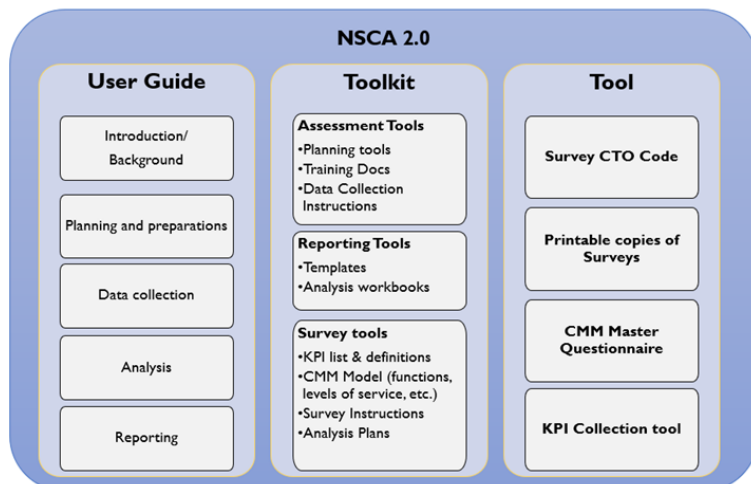 NSCA 2.0
User Guide
Introduction/
Background
Planning and preparations
Data collection
Analysis
Reporting
Toolkit
Assessment Tools
•Planning tools
•Training Docs
•Data Collection
Instructions
Reporting Tools
•Templates
•Analysis workbooks
Survey tools
•KPI list & definitions
•CMM Model (functions,
levels of service, etc.)
•Survey Instructions
•Analysis Plans
Tool
Survey CTO Code
Printable copies of
Surveys
CMM Master
Questionnaire
KPI Collection tool